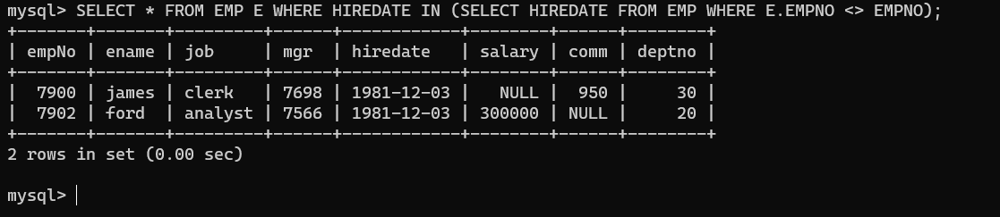 mysql> SELECT * FROM EMP E WHERE HIREDATE IN (SELECT HIREDATE FROM EMP WHERE E.EMPNO <> EMPNO);
+-------+-------+---------+------+------------+--------+------+--------+
| empNo | ename | job     | mgr  | hiredate   | salary | comm | deptno |
+-------+-------+---------+------+------------+--------+------+--------+
|  7900 | james | clerk   | 7698 | 1981-12-03 |   NULL |  950 |     30 |
|  7902 | ford  | analyst | 7566 | 1981-12-03 | 300000 | NULL |     20 |
+-------+-------+---------+------+------------+--------+------+--------+
2 rows in set (0.00 sec)
mysql>